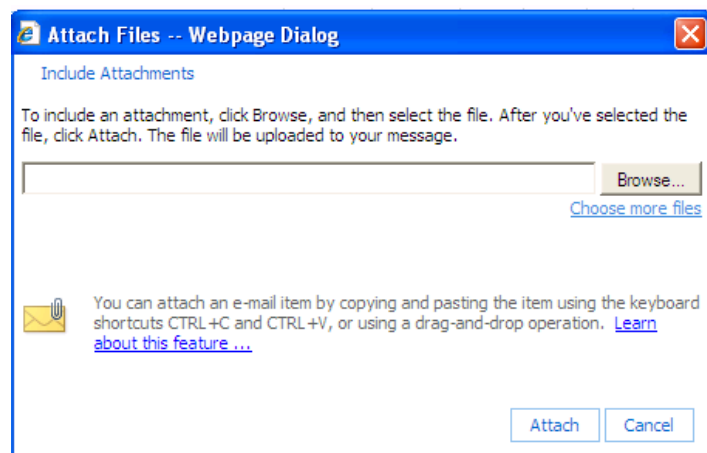 Attach Files -- Webpage Dialog
Include Attachments
To include an attachment, click Browse, and then select the file. After you've selected the
file, click Attach. The file will be uploaded to your message.
Browse...
Choose more files
You can attach an e-mail item by copying and pasting the item using the keyboard
shortcuts CTRL+C and CTRL+V, or using a drag-and-drop operation. Learn
about this feature ...
Attach Cancel